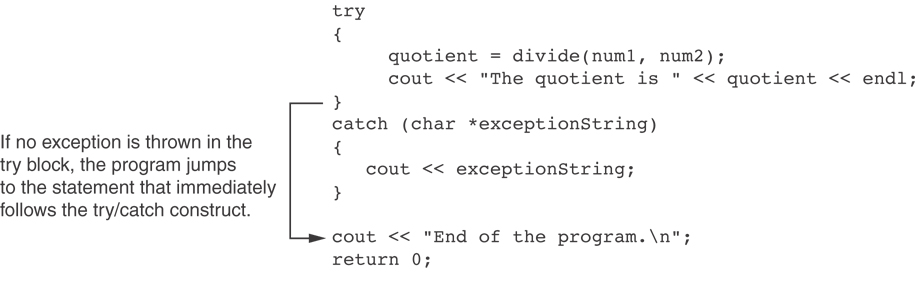 try
{
quotient = divide(num1, num2);
cout << "The quotient is " << quotient << endl;
}
catch (char *exceptionString)
{
cout << exceptionString;
}
cout << "End of the program.\n";
return 0;
If no exception is thrown in the
try block, the program jumps
to the statement that immediately
follows the try/catch construct.